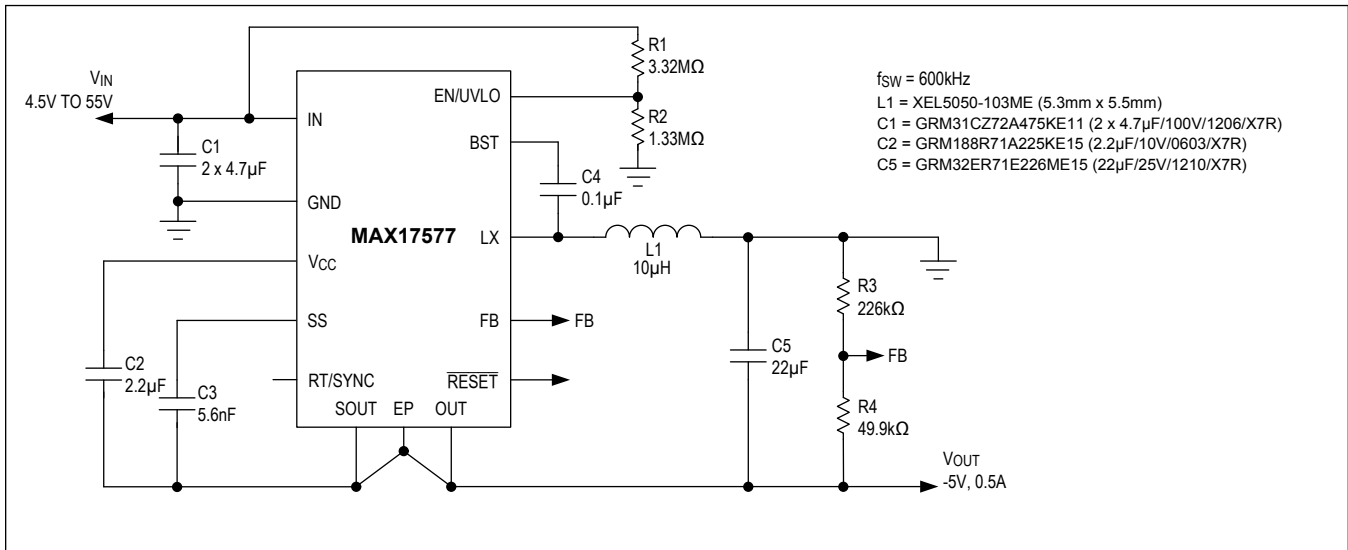 VIN
4.5V TO 55V
C1
2 x 4.7µF
IN
GND
VCC
SS
RT/SYNC
SOUT
EP
OUT
MAX17577
EN/UVLO
BST
LX
FB
RESET
FB
R1
3.32MΩ
R2
1.33MΩ
C4
0.1µF
L1
10µH
C2
2.2µF
C3
5.6nF
C5
22µF
R3
226kΩ
FB
R4
49.9kΩ
VOUT
-5V, 0.5A
fSW = 600kHz
L1 = XEL5050-103ME (5.3mm x 5.5mm)
C1 = GRM31CZ72A475KE11 (2 x 4.7µF/100V/1206/X7R)
C2 = GRM188R71A225KE15 (2.2µF/10V/0603/X7R)
C5 = GRM32ER71E226ME15 (22µF/25V/1210/X7R)